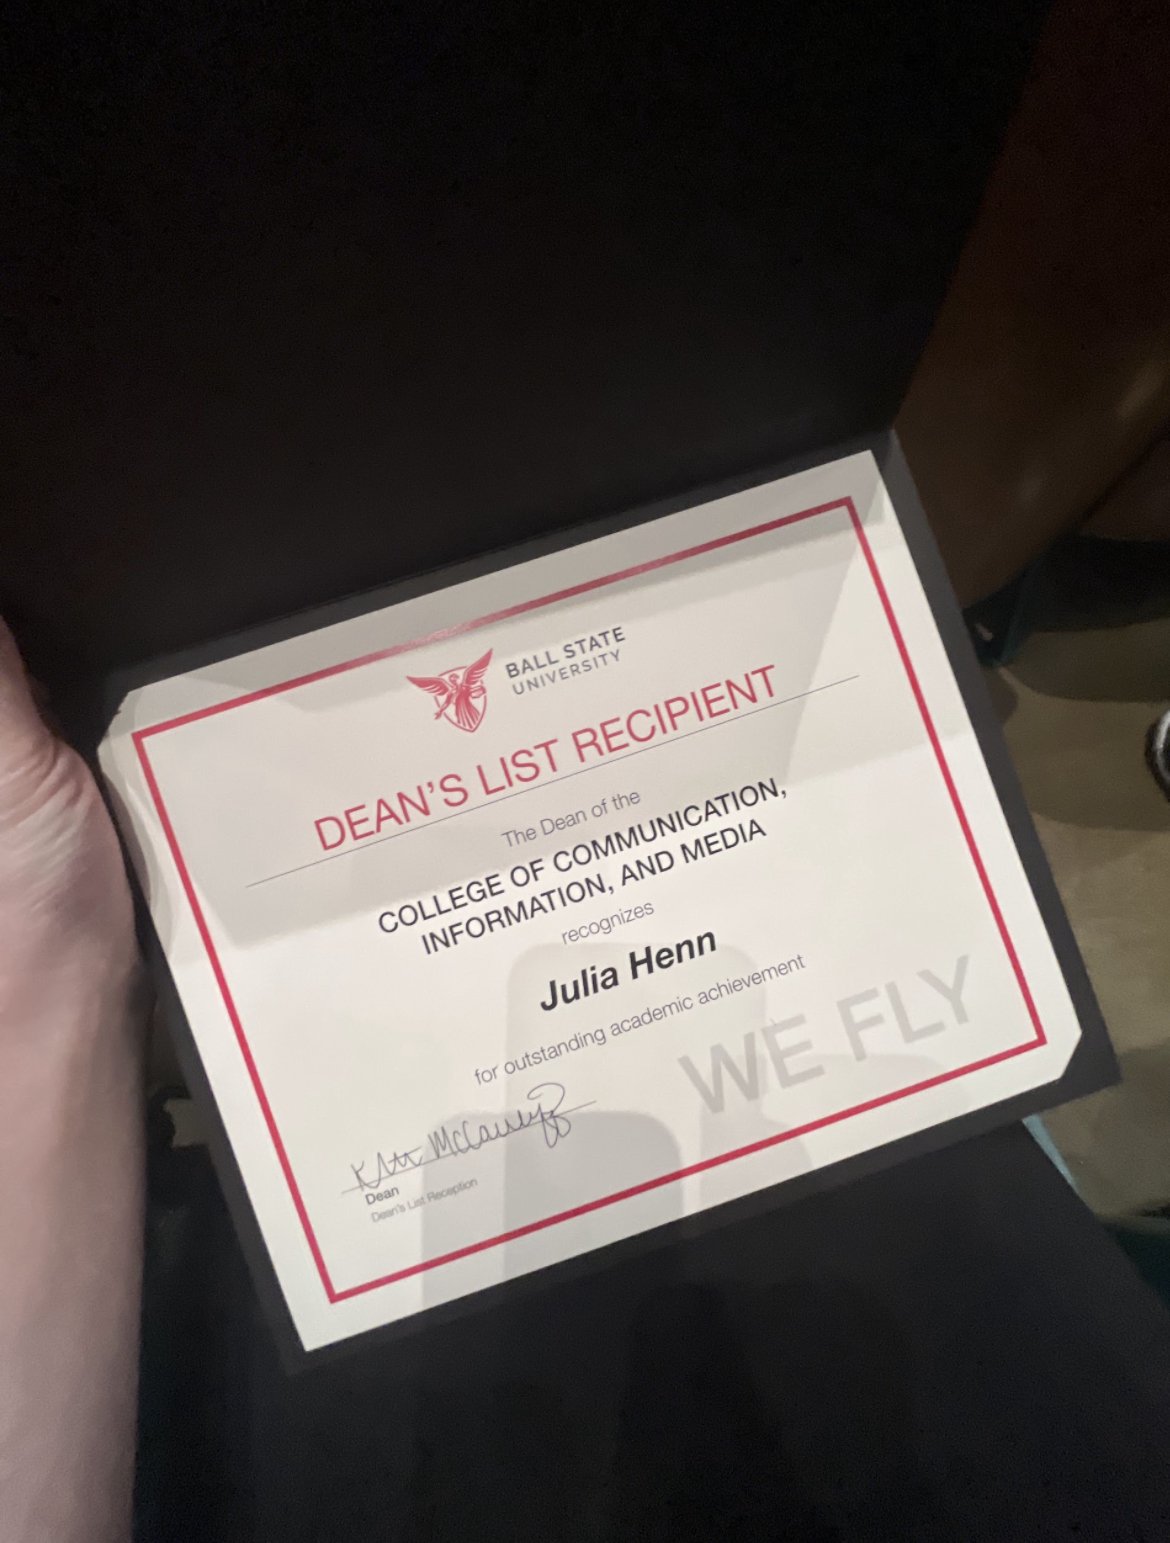 BALL STATE
UNIVERSITY
DEAN'S LIST RECIPIENT
The Dean of the
COLLEGE OF COMMUNICATION,
INFORMATION, AND MEDIA
recognizes
Julia Henn
for outstanding academic achievement
WE FLY
Dean
Dean's List Reception